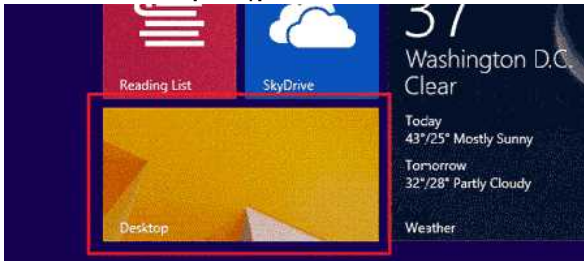 Reading List
SkyDrive
Desktop
37
Washington D.C.
Clear
Today
43°/25° Mostly Sunny
Tomorrow
32°/28° Partly Cloudy
Weather